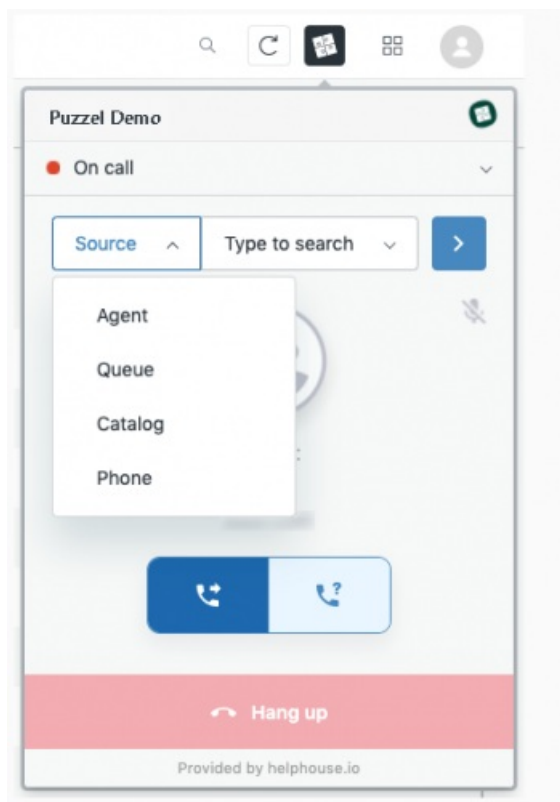 Puzzel Demo
On call
Source Type to search
Agent
Queue
Catalog
Phone
Hang up
Provided by helphouse.io